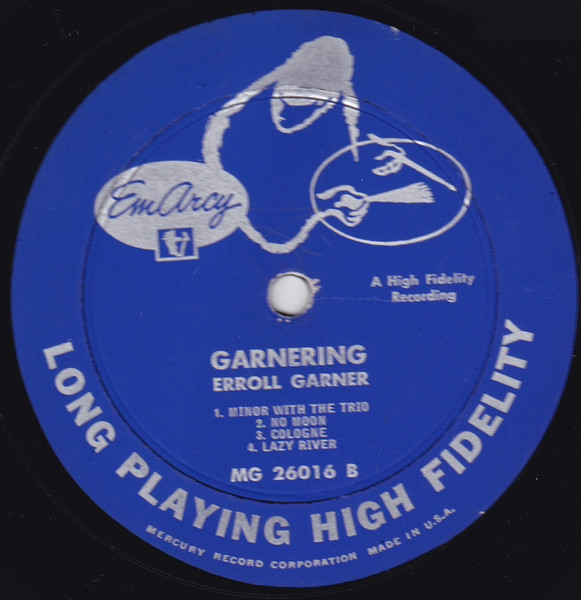 EmArcy
A High Fidelity
Recording
GARNERING
ERROLL GARNER
1. MINOR WITH THE TRIO
2. NO MOON
3. COLOGNE
4. LAZY RIVER
MG 26016 B
LONG PLAYING HIGH FIDELITY
MERCURY RECORD CORPORATION MADE IN U.S.A.